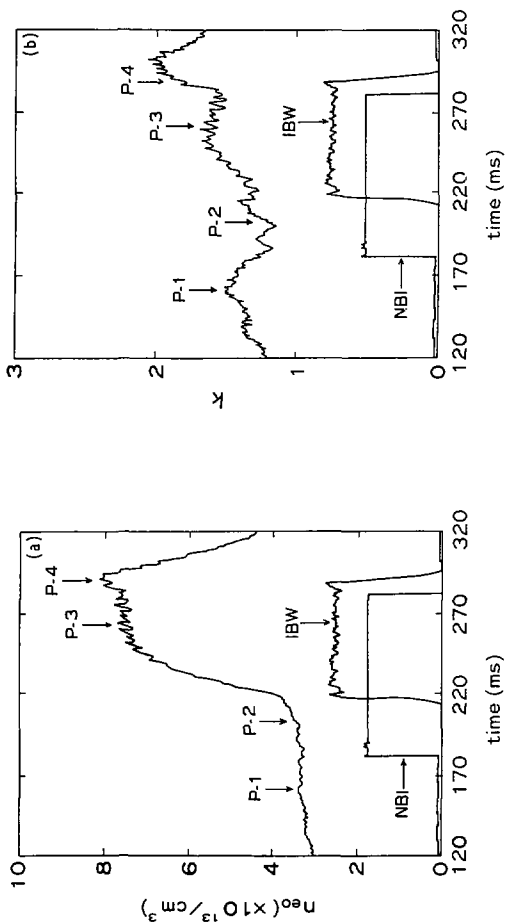 (a)
10
8
6
4
2
0
120
170
220
270
320
neo(×10^13/cm^3)
time (ms)
P-1
P-2
P-3
P-4
IBW
NBI
(b)
3
2
1
0
120
170
220
270
320
k
time (ms)
P-1
P-2
P-3
P-4
IBW
NBI